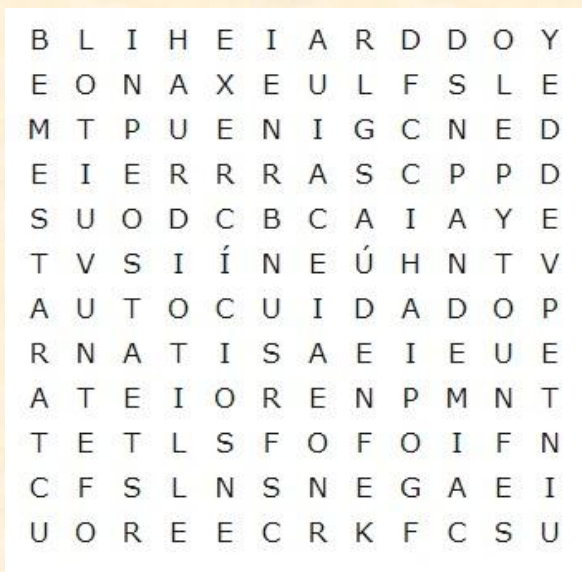 B L I H E I A R D D O Y
E O N A X E U L F S L E
M T P U E N I G C N E D
E I E R R R A S C P P D
S U O D C B C A I A Y E
T V S I Í N E Ú H N T V
A U T O C U I D A D O P
R N A T I S A E I E U E
A T E I O R E N P M N T
T E T L S F O F O I F N
C F S L N S N E G A E I
U O R E E C R K F C S U